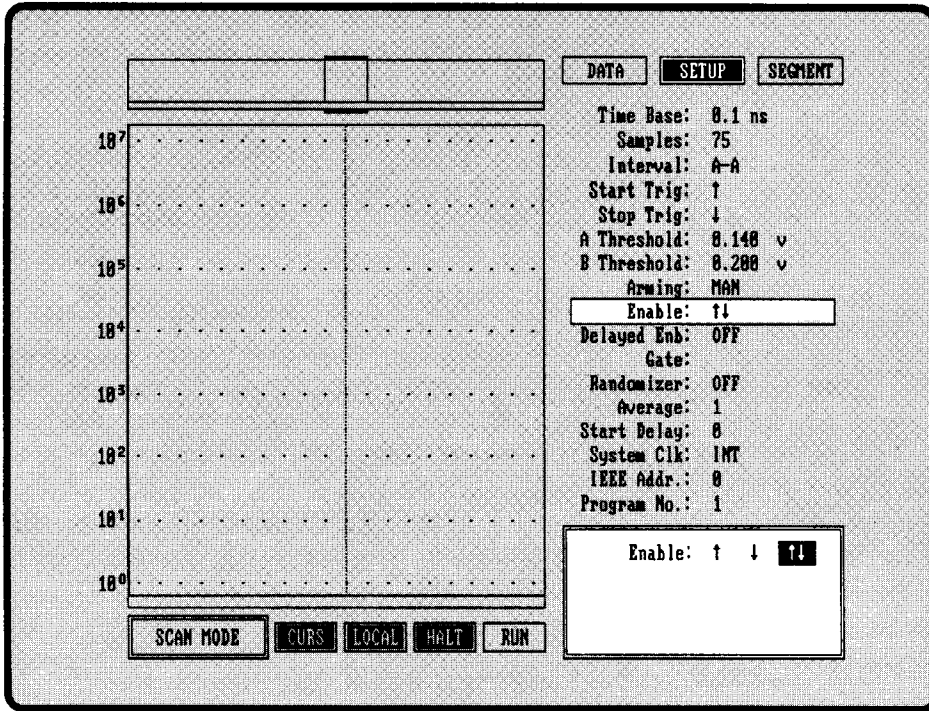 DATA SETUP SEGMENT
Time Base: 0.1 ns
Samples: 75
Interval: A-A
Start Trig: ↑
Stop Trig: ↓
A Threshold: 0.140 v
B Threshold: 0.200 v
Arming: MAN
Enable: ↑↓
Delayed Enb: OFF
Gate:
Randomizer: OFF
Average: 1
Start Delay: 0
System Clk: INT
IEEE Addr.: 0
Program No.: 1
Enable: ↑ ↓ ↑↓
10⁷
10⁶
10⁵
10⁴
10³
10²
10¹
10⁰
SCAN MODE CURS LOCAL HALT RUN